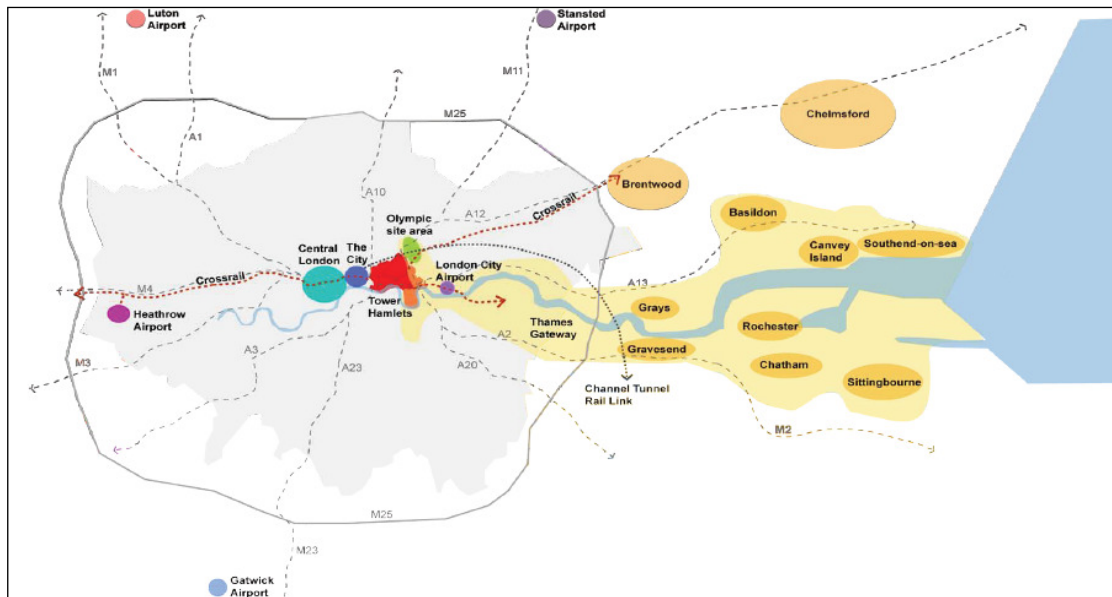 Luton
Airport
Stansted
Airport
M1
M11
A1
M25
Chelmsford
A10
Brentwood
A12
Crossrail
Olympic
site area
Basildon
The
City
Central
London
Canvey
Island
Southend-on-sea
London City
Airport
Crossrail
A13
M4
Tower
Hamlets
Grays
Heathrow
Airport
Thames
Gateway
Rochester
A2
Gravesend
A3
M3
A23
A20
Chatham
Channel Tunnel
Rail Link
Sittingbourne
M2
M25
M23
Gatwick
Airport